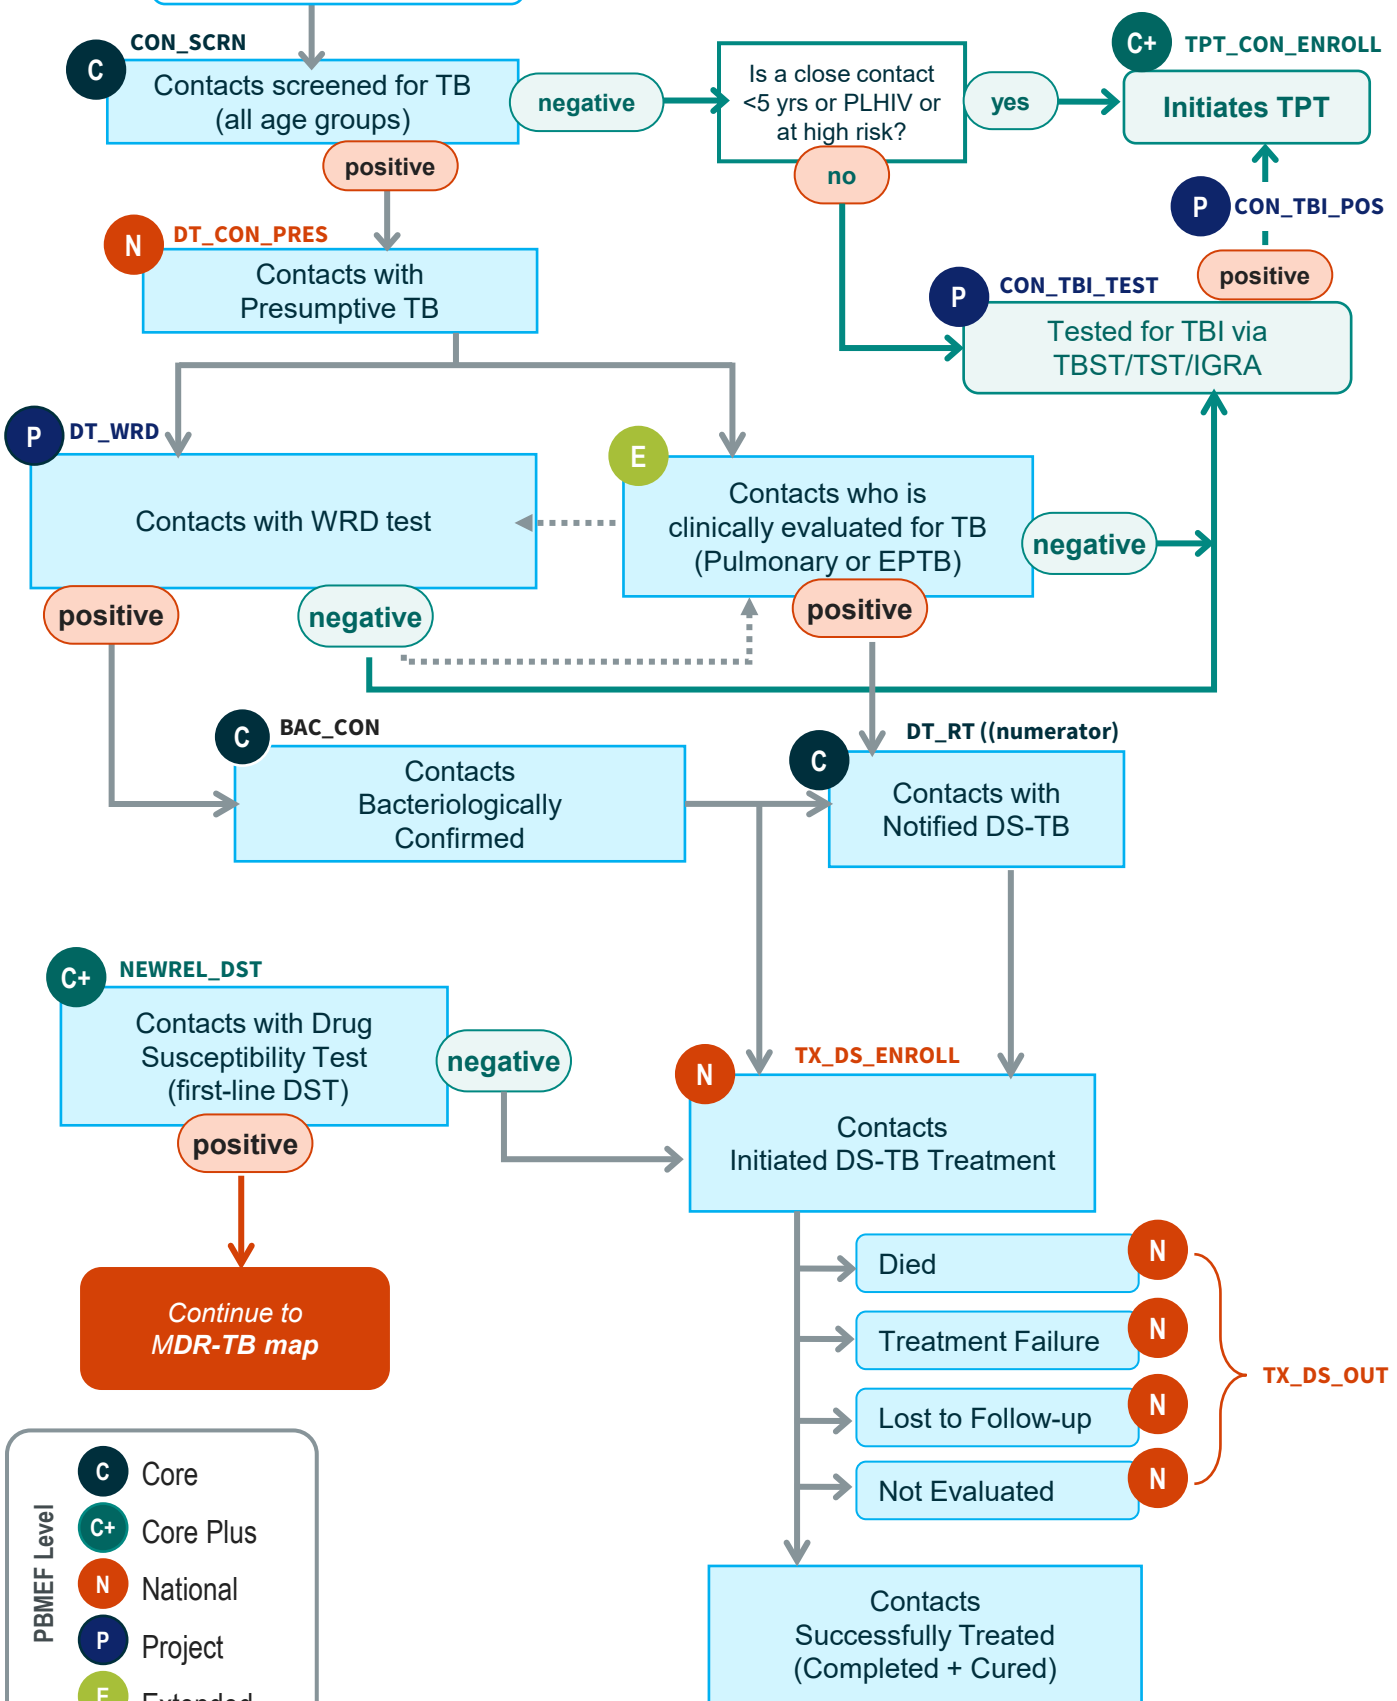 CON_SCRN
C
Contacts screened for TB
(all age groups)
negative
positive
Is a close contact
<5 yrs or PLHIV or
at high risk?
yes
no
C+
TPT_CON_ENROLL
Initiates TPT
P
CON_TBI_POS
positive
N
DT_CON_PRES
Contacts with
Presumptive TB
P
CON_TBI_TEST
Tested for TBI via
TBST/TST/IGRA
P
DT_WRD
Contacts with WRD test
positive
negative
E
Contacts who is
clinically evaluated for TB
(Pulmonary or EPTB)
negative
positive
C
BAC_CON
Contacts
Bacteriologically
Confirmed
DT_RT ((numerator)
C
Contacts with
Notified DS-TB
C+
NEWREL_DST
Contacts with Drug
Susceptibility Test
(first-line DST)
negative
positive
Continue to
MDR-TB map
N
TX_DS_ENROLL
Contacts
Initiated DS-TB Treatment
Died
N
Treatment Failure
N
Lost to Follow-up
N
Not Evaluated
N
TX_DS_OUT
Contacts
Successfully Treated
(Completed + Cured)
PBMEF Level
C Core
C+ Core Plus
N National
P Project
E Extended